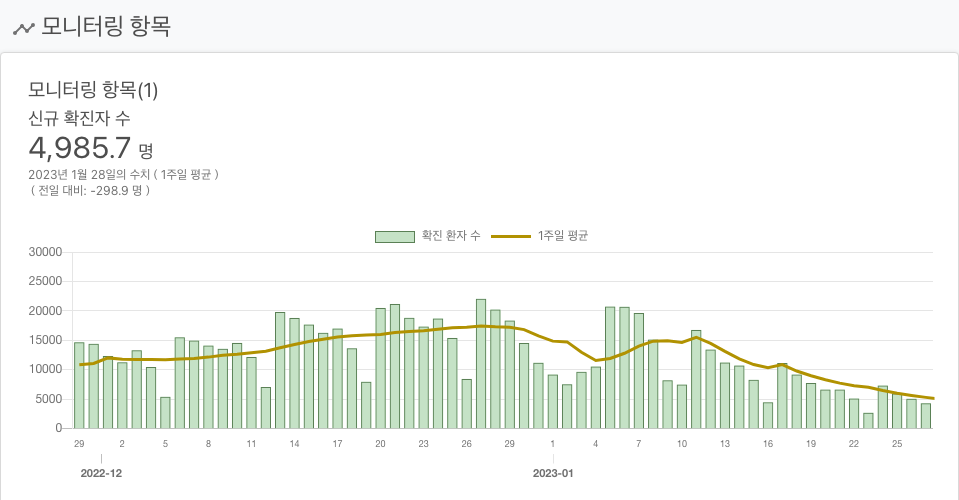 모니터링 항목
모니터링 항목(1)
신규 확진자 수
4,985.7 명
2023년 1월 28일의 수치 ( 1주일 평균 )
( 전일 대비: -298.9 명 )
확진 환자 수 1주일 평균
30000
25000
20000
15000
10000
5000
0
29 2 5 8 11 14 17 20 23 26 29 1 4 7 10 13 16 19 22 25
2022-12 2023-01